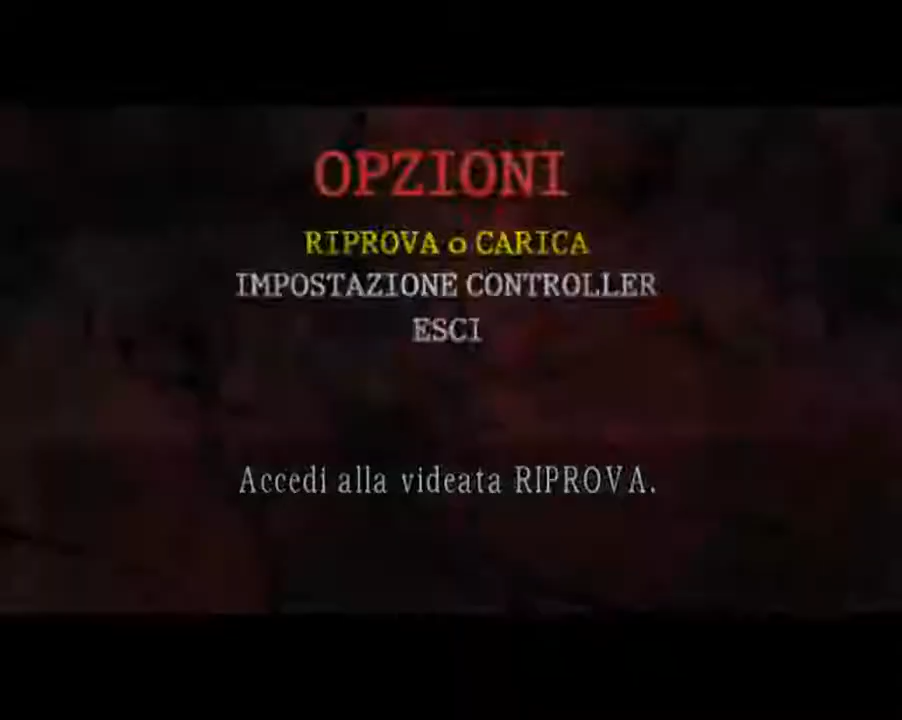 OPZIONI
RIPROVA o CARICA
IMPOSTAZIONE CONTROLLER
ESCI
Accedi alla videata RIPROVA.